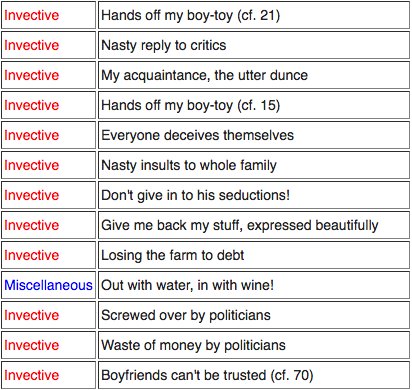 Invective Hands off my boy-toy (cf. 21)
Invective Nasty reply to critics
Invective My acquaintance, the utter dunce
Invective Hands off my boy-toy (cf. 15)
Invective Everyone deceives themselves
Invective Nasty insults to whole family
Invective Don't give in to his seductions!
Invective Give me back my stuff, expressed beautifully
Invective Losing the farm to debt
Miscellaneous Out with water, in with wine!
Invective Screwed over by politicians
Invective Waste of money by politicians
Invective Boyfriends can't be trusted (cf. 70)